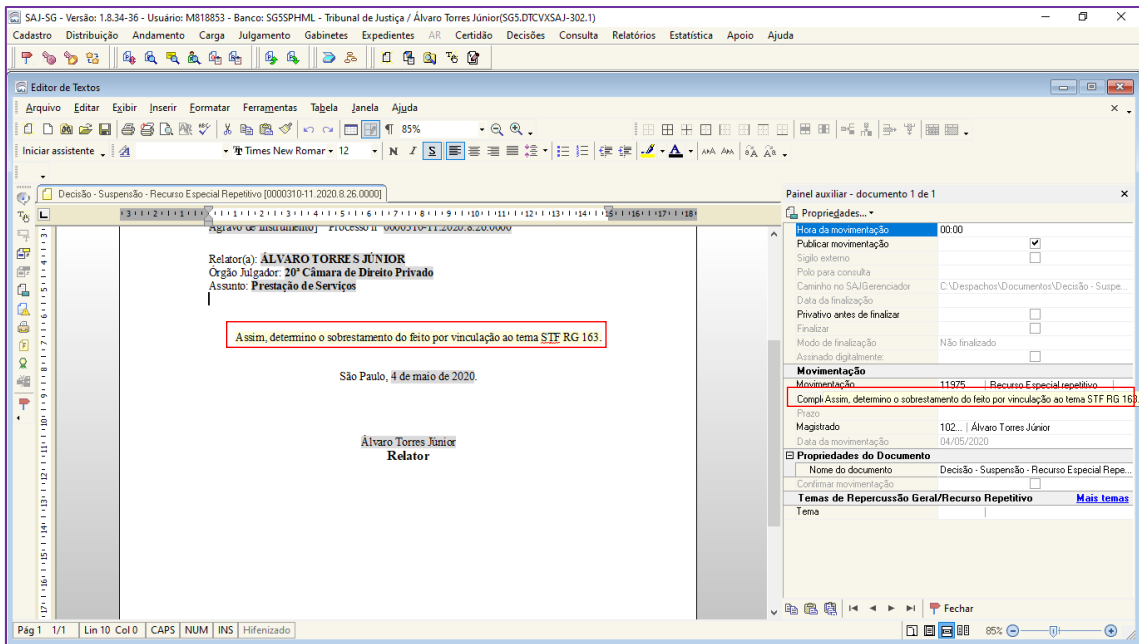 SAJ-SG - Versão: 1.8.34-36 - Usuário: M818853 - Banco: SG5SPHML - Tribunal de Justiça / Álvaro Torres Júnior(SG5.DTCVXSAJ-302.1)
Cadastro Distribuição Andamento Carga Julgamento Gabinetes Expedientes AR Certidão Decisões Consulta Relatórios Estatística Apoio Ajuda
Editor de Textos
Arquivo Editar Exibir Inserir Formatar Ferramentas Tabela Janela Ajuda
85%
Iniciar assistente Times New Romar 12 N I S
Decisão - Suspensão - Recurso Especial Repetitivo [0000310-11.2020.8.26.0000]
Agravo de Instrumento] Processo nº 0000310-11.2020.8.26.0000
Relator(a): ÁLVARO TORRES JÚNIOR
Órgão Julgador: 20ª Câmara de Direito Privado
Assunto: Prestação de Serviços
Assim, determino o sobrestamento do feito por vinculação ao tema STF RG 163.
São Paulo, 4 de maio de 2020.
Álvaro Torres Júnior
Relator
Painel auxiliar - documento 1 de 1
Propriedades...
Hora da movimentação 00:00
Publicar movimentação
Sigilo externo
Polo para consulta
Caminho no SAJGerenciador C:\Despachos\Documentos\Decisão - Suspe...
Data da finalização
Privativo antes de finalizar
Finalizar
Modo de finalização Não finalizado
Assinado digitalmente:
Movimentação
Movimentação 11975 Recurso Especial repetitivo
Compl Assim, determino o sobrestamento do feito por vinculação ao tema STF RG 163.
Prazo
Magistrado 102... Álvaro Torres Júnior
Data da movimentação 04/05/2020
Propriedades do Documento
Nome do documento Decisão - Suspensão - Recurso Especial Repe...
Confirmar movimentação
Temas de Repercussão Geral/Recurso Repetitivo Mais temas
Tema
Fechar
Pág 1 1/1 Lin 10 Col 0 CAPS NUM INS Hifenizado 85%